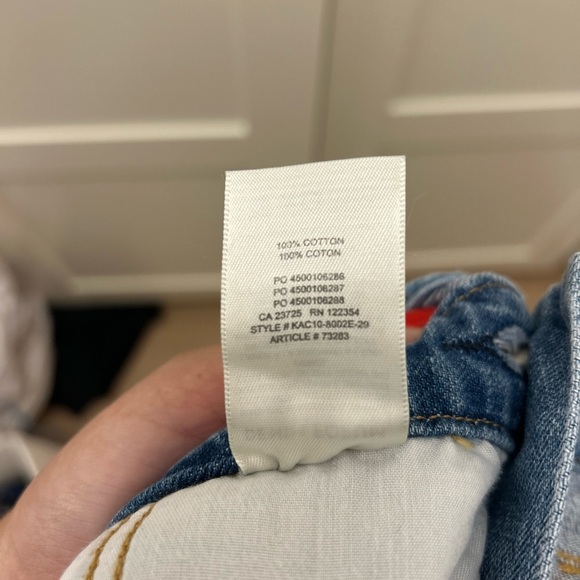 100% COTTON
100% COTON
PO 4500106286
PO 4500106287
PO 4500106288
CA 23725 RN 122354
STYLE # KAC10-8002E-29
ARTICLE # 73283